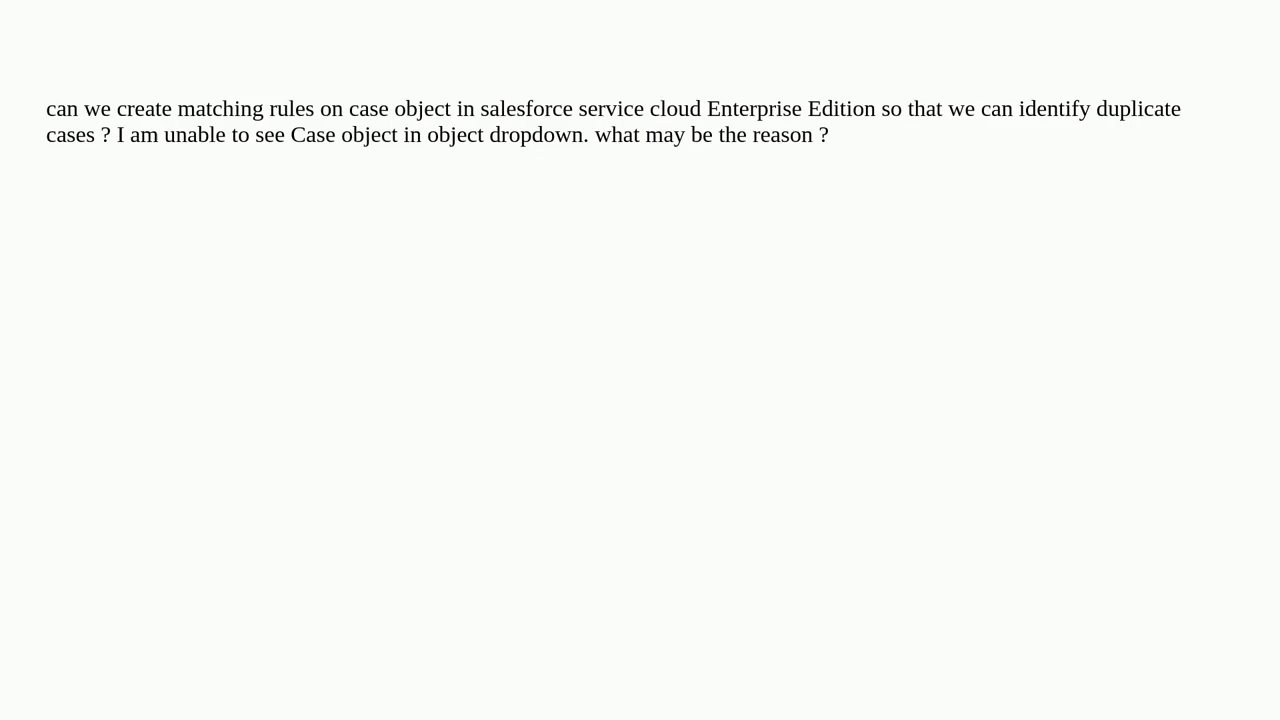 can we create matching rules on case object in salesforce service cloud Enterprise Edition so that we can identify duplicate
cases ? I am unable to see Case object in object dropdown. what may be the reason ?